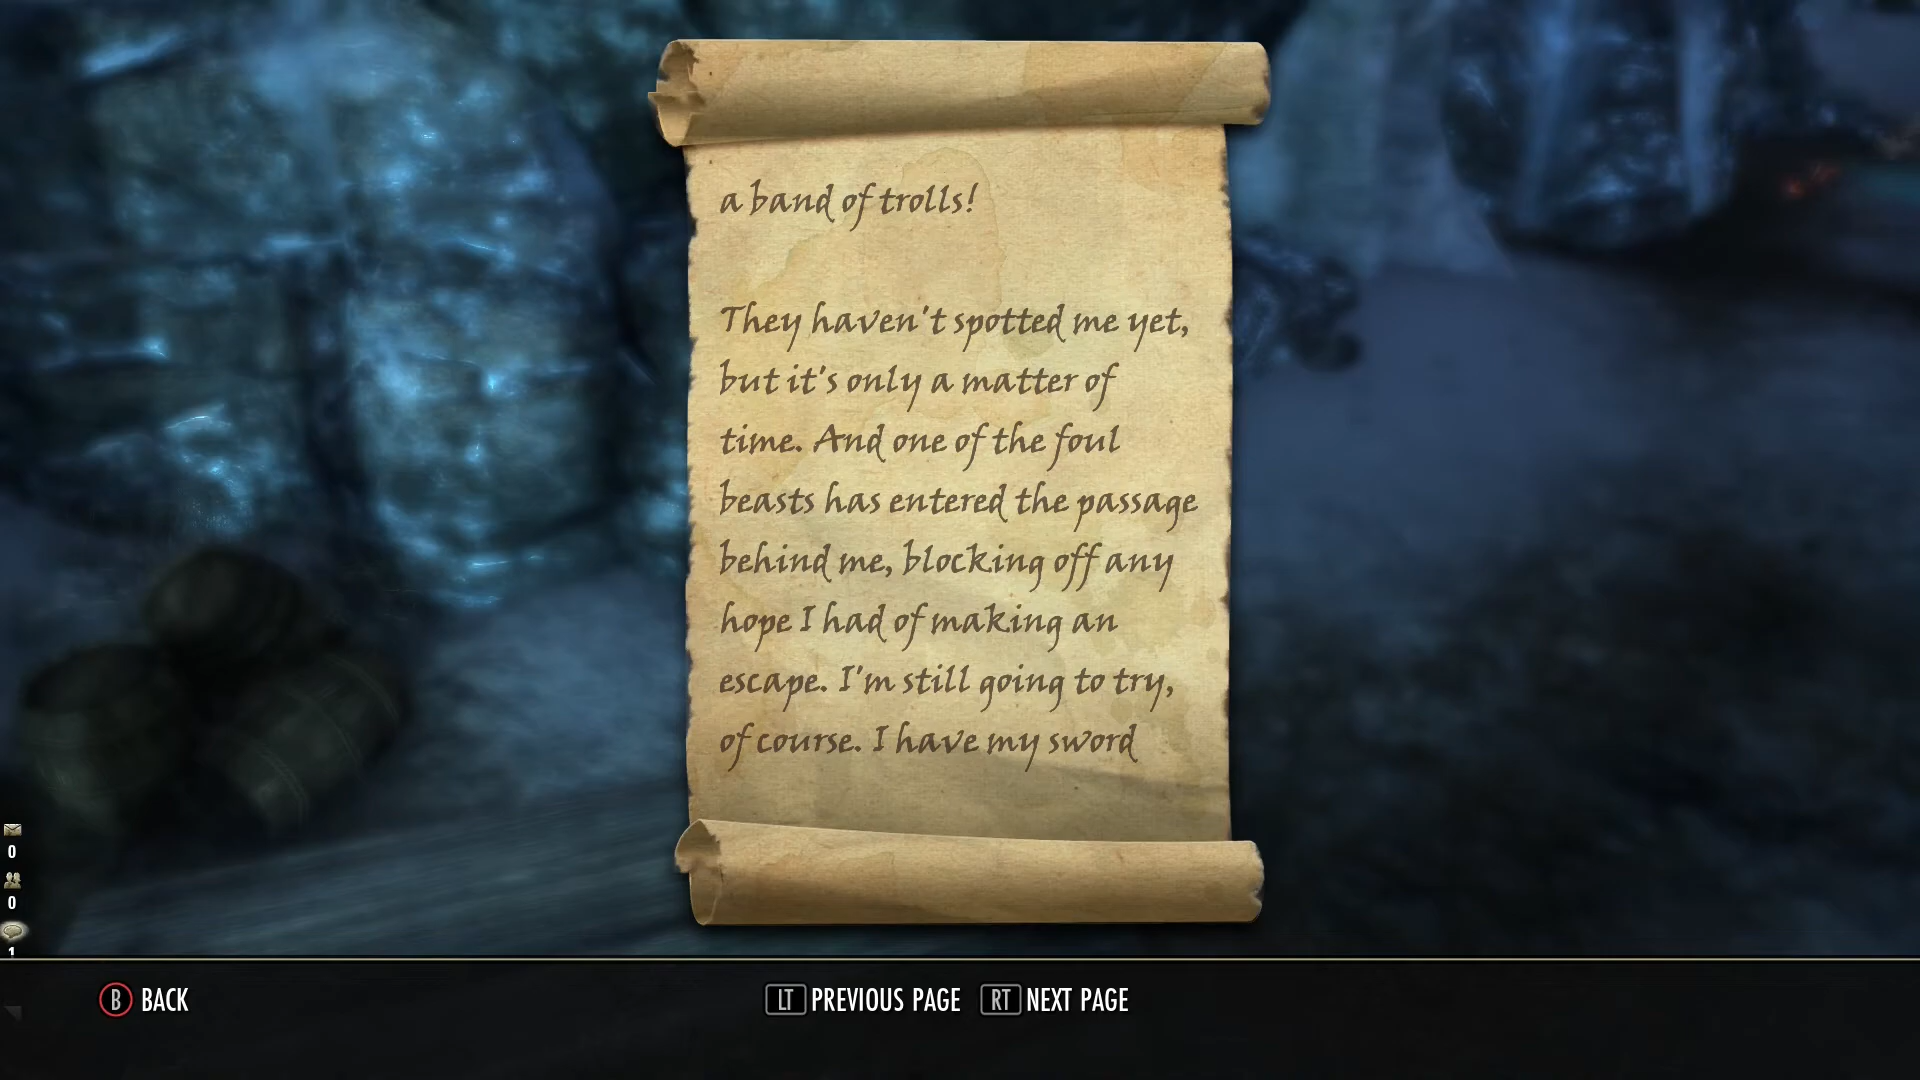 a band of trolls!
They haven't spotted me yet,
but it's only a matter of
time. And one of the foul
beasts has entered the passage
behind me, blocking off any
hope I had of making an
escape. I'm still going to try,
of course. I have my sword
0
0
1
B BACK
LT PREVIOUS PAGE RT NEXT PAGE